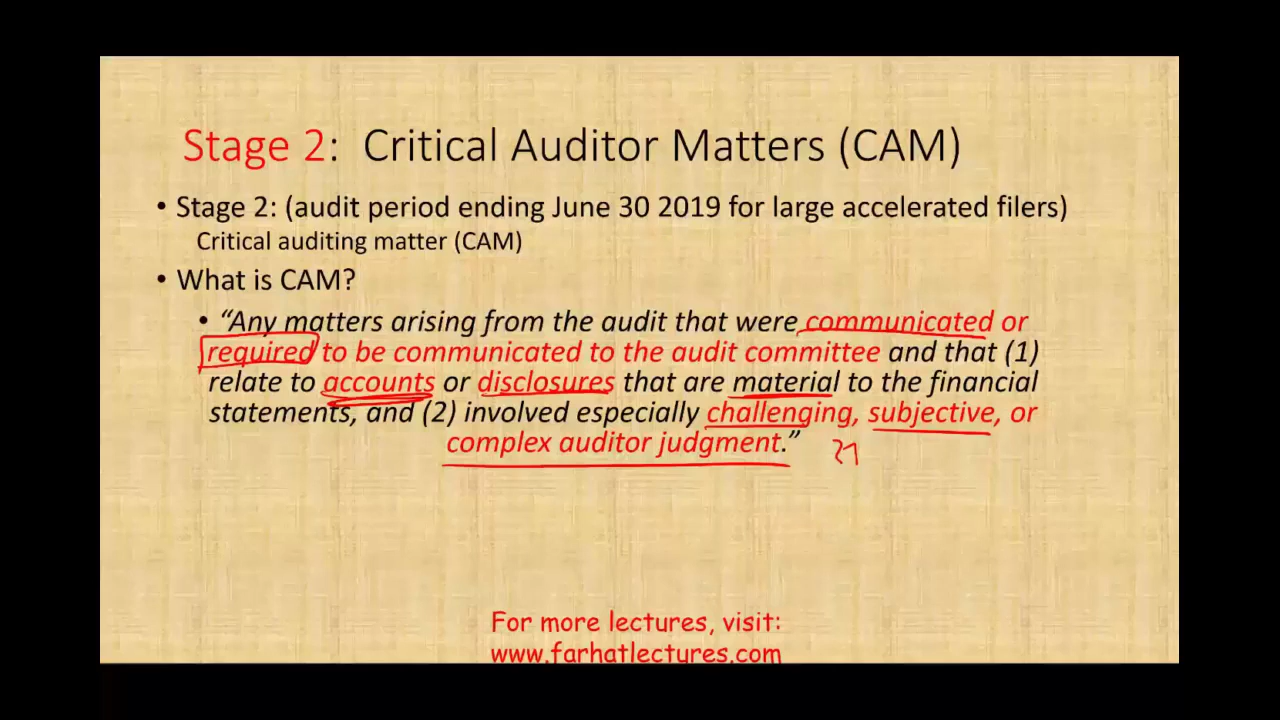 Stage 2: Critical Auditor Matters (CAM)
• Stage 2: (audit period ending June 30 2019 for large accelerated filers)
Critical auditing matter (CAM)
• What is CAM?
• “Any matters arising from the audit that were communicated or
required to be communicated to the audit committee and that (1)
relate to accounts or disclosures that are material to the financial
statements, and (2) involved especially challenging, subjective, or
complex auditor judgment.”
For more lectures, visit:
www.farhatlectures.com